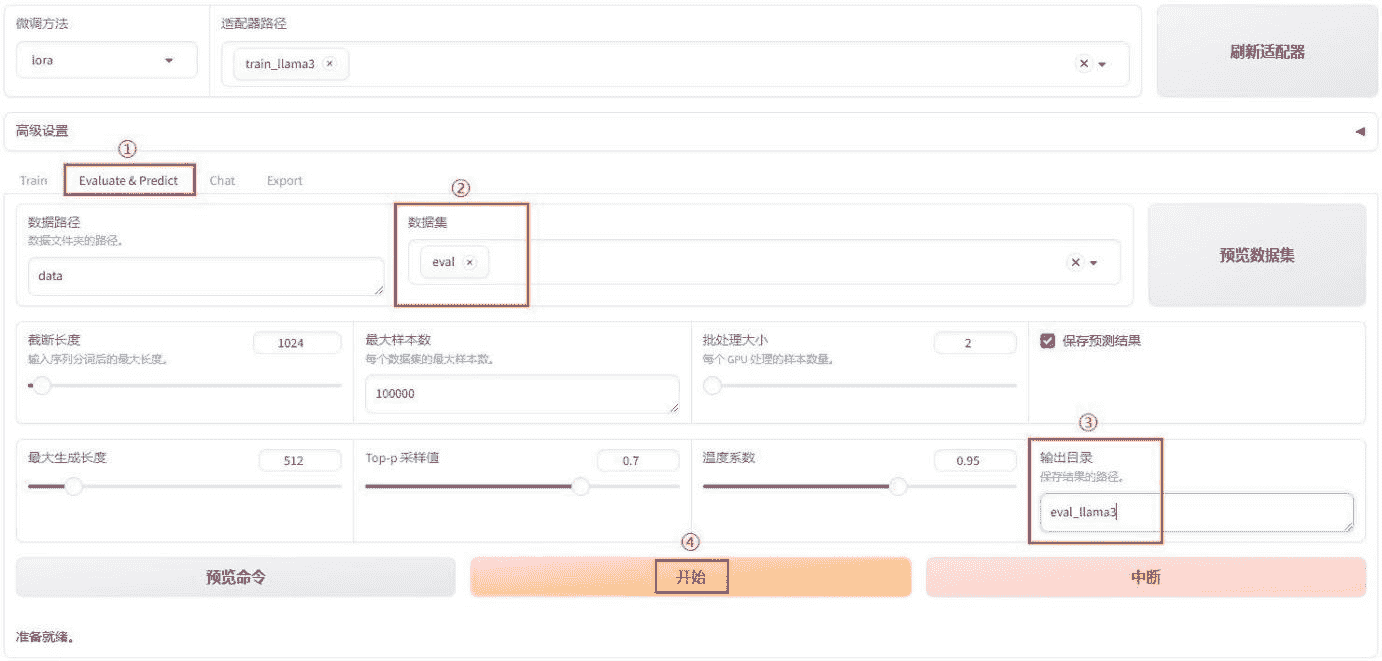 微调方法
lora
适配器路径
train_llama3 ×
刷新适配器
高级设置
①
Train
Evaluate & Predict
Chat
Export
②
数据路径
数据文件夹的路径。
data
数据集
eval ×
预览数据集
截断长度
1024
输入序列分词后的最大长度。
最大样本数
每个数据集的最大样本数。
100000
批处理大小
2
每个 GPU 处理的样本数量。
保存预测结果
③
最大生成长度
512
Top-p 采样值
0.7
温度系数
0.95
输出目录
保存结果的路径。
eval_llama3
④
预览命令
开始
中断
准备就绪。